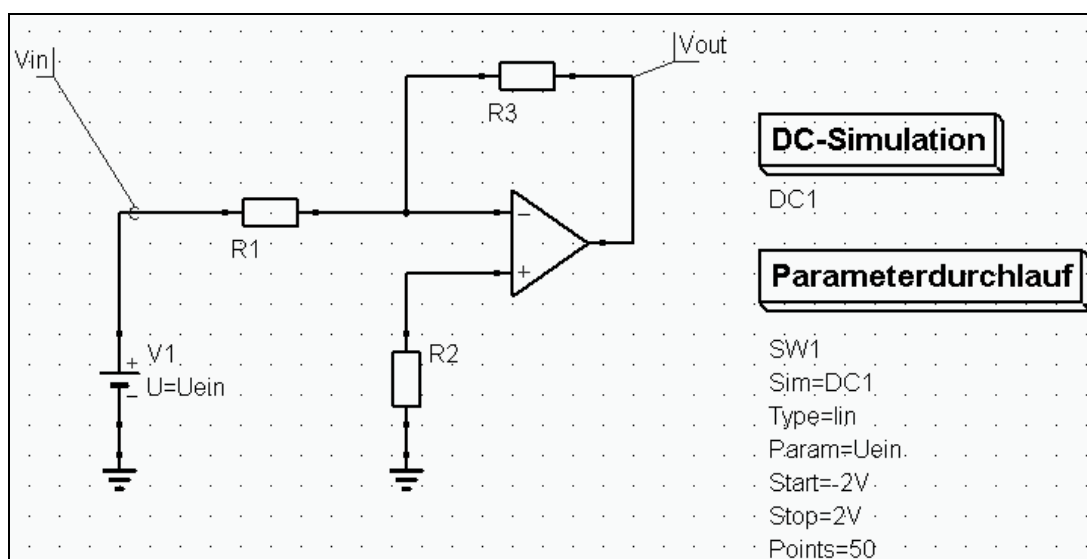 Vin
Vout
R3
R1
−
+
R2
+
V1
U=Uein
−
DC-Simulation
DC1
Parameterdurchlauf
SW1
Sim=DC1
Type=lin
Param=Uein
Start=-2V
Stop=2V
Points=50